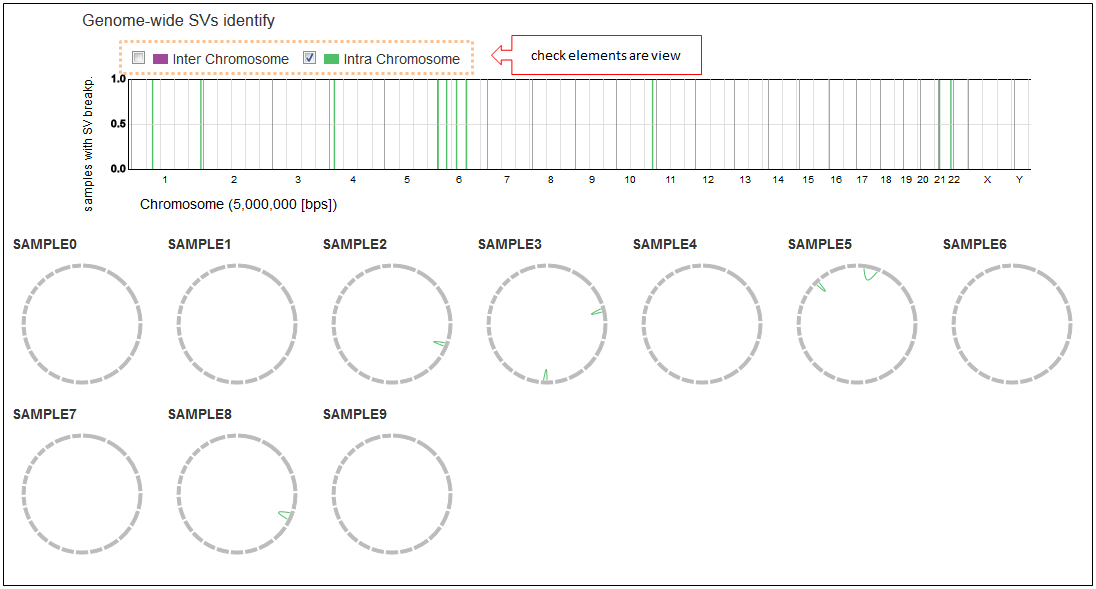 Genome-wide SVs identify
Inter Chromosome Intra Chromosome
check elements are view
samples with SV breakp.
1.0
0.5
0.0
1 2 3 4 5 6 7 8 9 10 11 12 13 14 15 16 17 18 19 20 21 22 X Y
Chromosome (5,000,000 [bps])
SAMPLE0 SAMPLE1 SAMPLE2 SAMPLE3 SAMPLE4 SAMPLE5 SAMPLE6
SAMPLE7 SAMPLE8 SAMPLE9